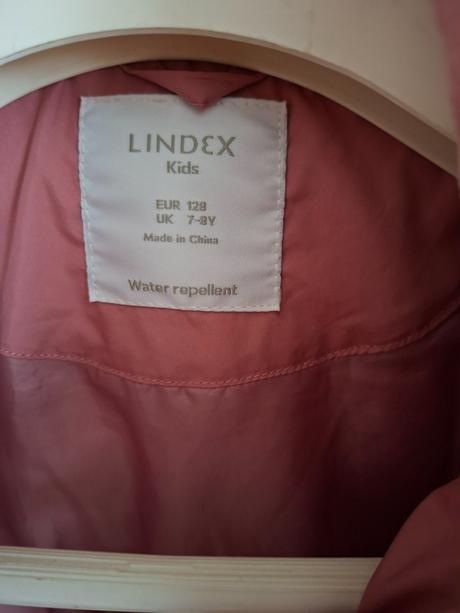 LINDEX
Kids
EUR 128
UK 7-8Y
Made in China
Water repellent